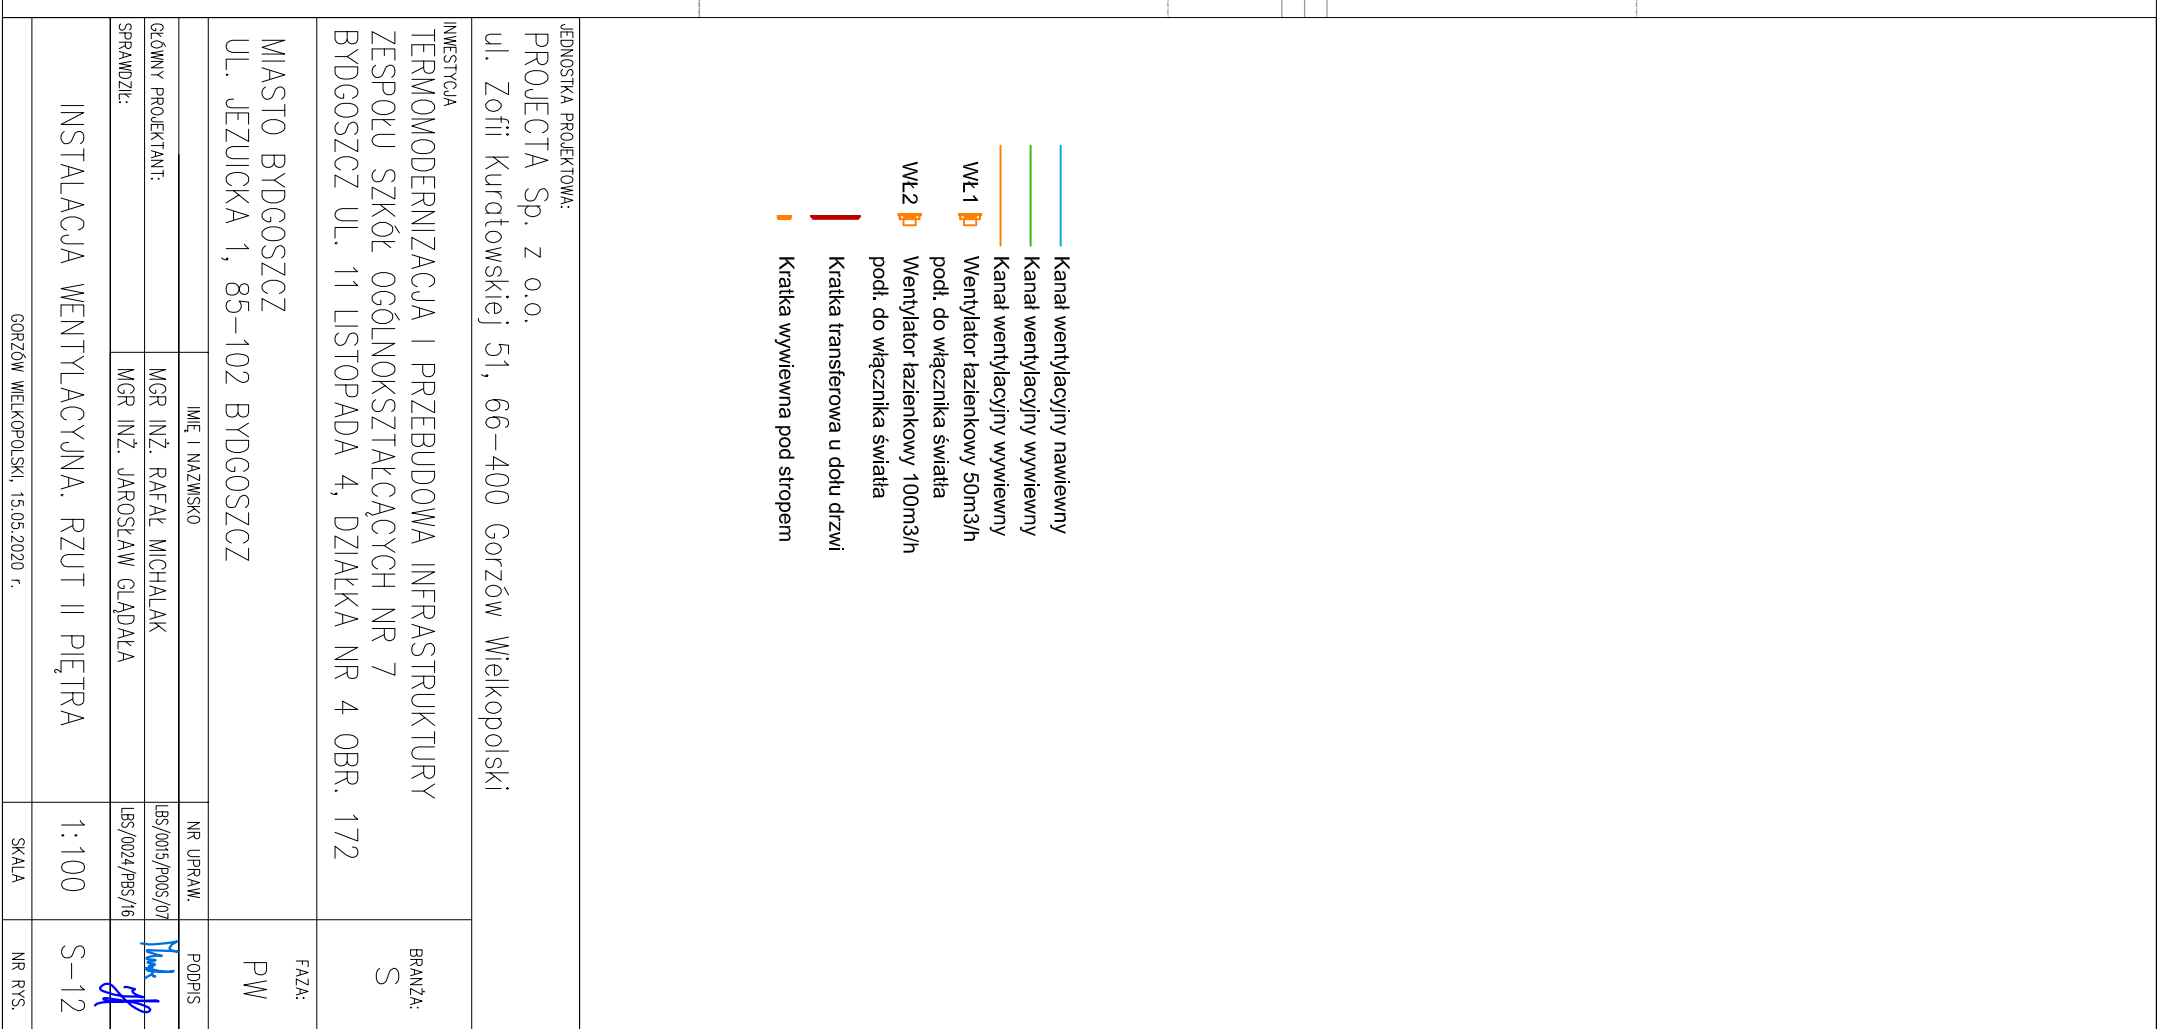 Kanał wentylacyjny nawiewny
Kanał wentylacyjny wywiewny
Kanał wentylacyjny wywiewny
WŁ1 Wentylator łazienkowy 50m3/h
podł. do włącznika światła
WŁ2 Wentylator łazienkowy 100m3/h
podł. do włącznika światła
Kratka transferowa u dołu drzwi
Kratka wywiewna pod stropem
JEDNOSTKA PROJEKTOWA:
PROJECTA Sp. z o.o.
ul. Zofii Kuratowskiej 51, 66-400 Gorzów Wielkopolski
INWESTYCJA
TERMOMODERNIZACJA I PRZEBUDOWA INFRASTRUKTURY
ZESPOŁU SZKÓŁ OGÓLNOKSZTAŁCĄCYCH NR 7
BYDGOSZCZ UL. 11 LISTOPADA 4, DZIAŁKA NR 4 OBR. 172
BRANŻA:
S
MIASTO BYDGOSZCZ
UL. JEZUICKA 1, 85-102 BYDGOSZCZ
FAZA:
PW
IMIĘ I NAZWISKO NR UPRAW. PODPIS
GŁÓWNY PROJEKTANT: MGR INŻ. RAFAŁ MICHALAK LBS/0015/POOS/07
SPRAWDZIŁ: MGR INŻ. JAROSŁAW GLĄDAŁA LBS/0024/PBS/16
INSTALACJA WENTYLACYJNA. RZUT II PIĘTRA 1:100 S-12
GORZÓW WIELKOPOLSKI, 15.05.2020 r. SKALA NR RYS.